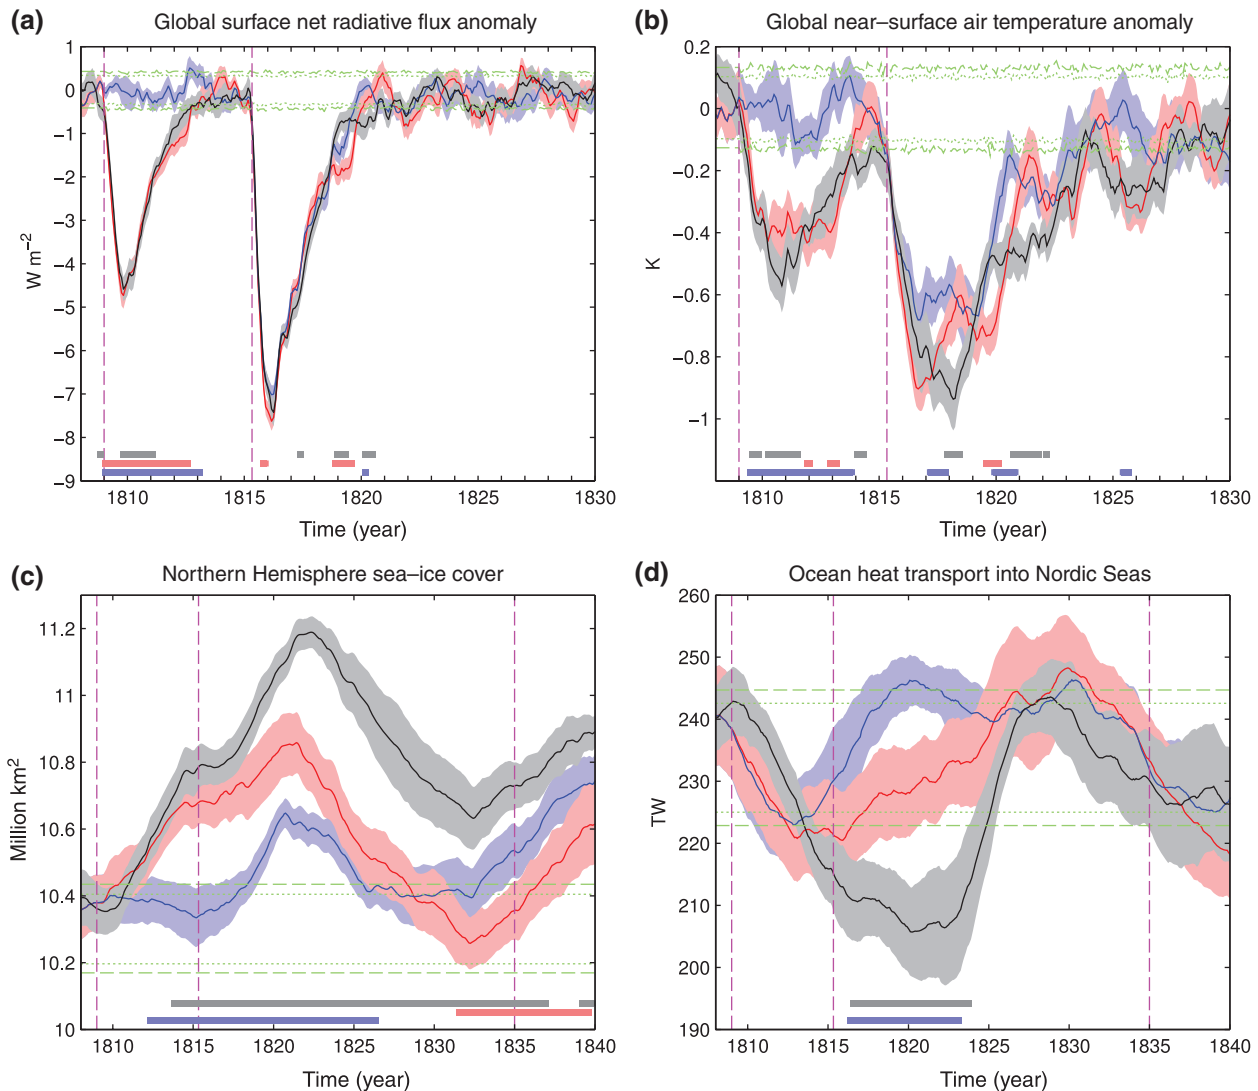 (a) Global surface net radiative flux anomaly
1
0
−1
−2
−3
−4
−5
−6
−7
−8
−9
W m−2
1810 1815 1820 1825 1830
Time (year)
(b) Global near–surface air temperature anomaly
0.2
0
−0.2
−0.4
−0.6
−0.8
−1
K
1810 1815 1820 1825 1830
Time (year)
(c) Northern Hemisphere sea–ice cover
11.2
11
10.8
10.6
10.4
10.2
10
Million km2
1810 1815 1820 1825 1830 1835 1840
Time (year)
(d) Ocean heat transport into Nordic Seas
260
250
240
230
220
210
200
190
TW
1810 1815 1820 1825 1830 1835 1840
Time (year)